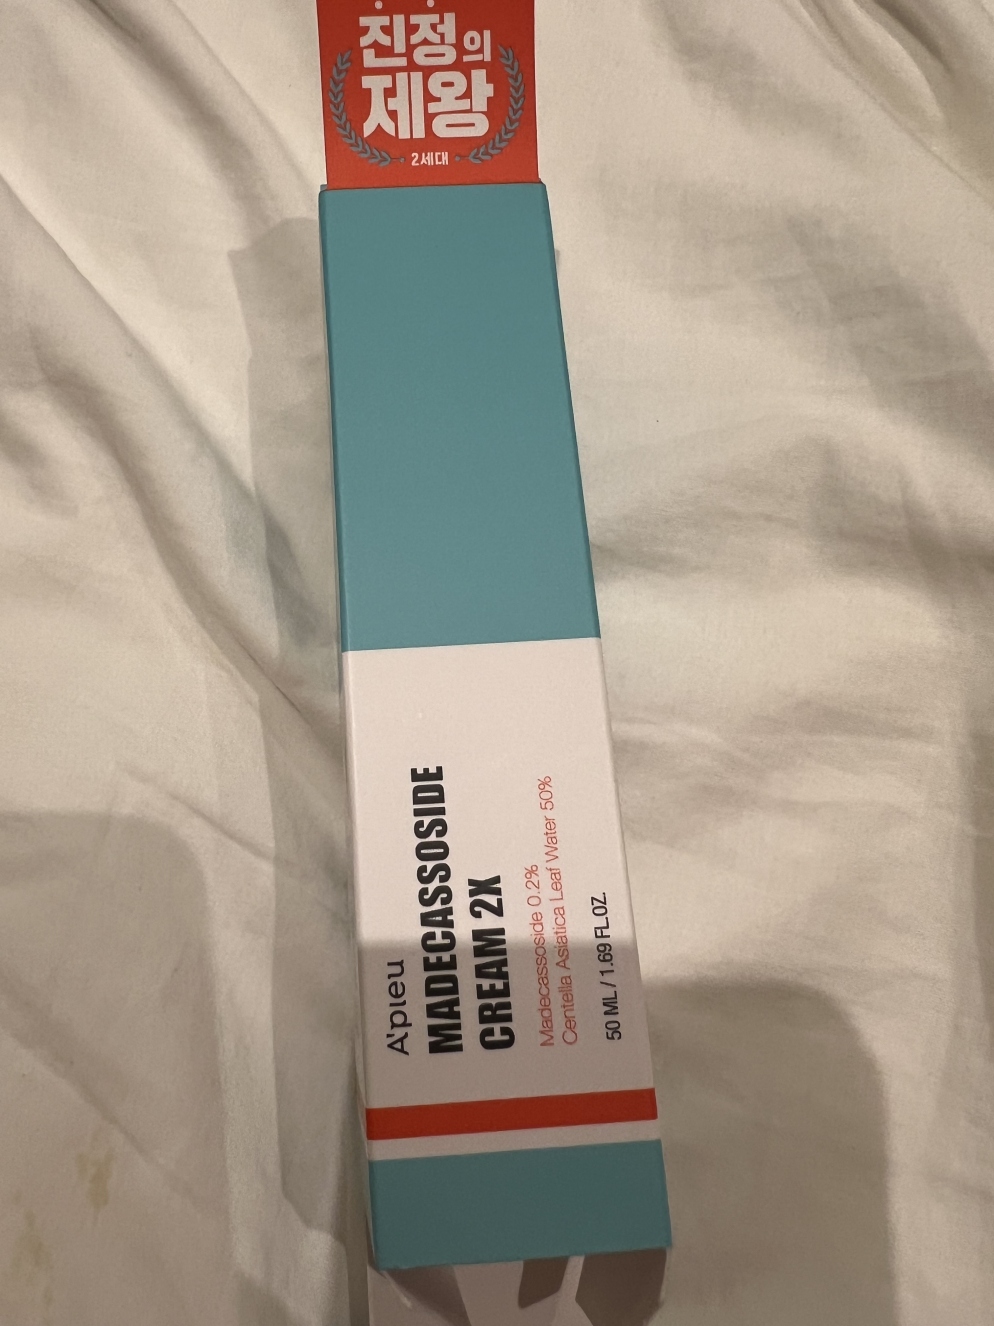 진정의
제왕
2세대
A'pieu
MADECASSOSIDE
CREAM 2X
Madecassoside 0.2%
Centella Asiatica Leaf Water 50%
50 ML / 1.69 FL.OZ.